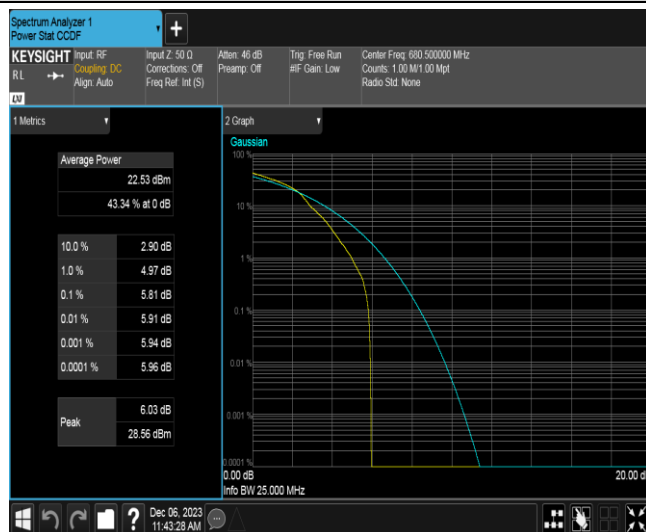 Spectrum Analyzer 1
Power Stat CCDF
+
KEYSIGHT
RL
LXI
Input: RF
Coupling: DC
Align: Auto
Input Z: 50 Ω
Corrections: Off
Freq Ref: Int (S)
Atten: 46 dB
Preamp: Off
Trig: Free Run
#IF Gain: Low
Center Freq: 680.500000 MHz
Counts: 1.00 M/1.00 Mpt
Radio Std: None
1 Metrics
Average Power
22.53 dBm
43.34 % at 0 dB
10.0 % 2.90 dB
1.0 % 4.97 dB
0.1 % 5.81 dB
0.01 % 5.91 dB
0.001 % 5.94 dB
0.0001 % 5.96 dB
Peak
6.03 dB
28.56 dBm
2 Graph
Gaussian
100 %
10 %
1 %
0.1 %
0.01 %
0.001 %
0.0001 %
0.00 dB
20.00 dB
Info BW 25.000 MHz
?
Dec 06, 2023
11:43:28 AM